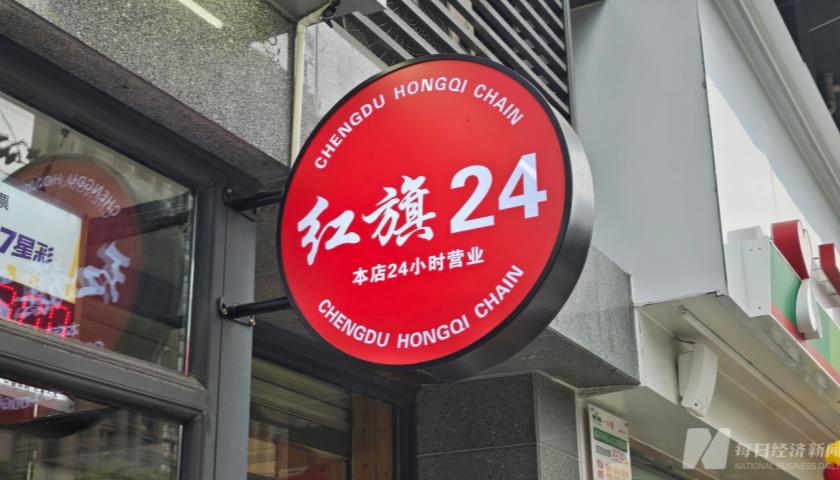 CHENGDU HONGQI CHAIN
红旗24
本店24小时营业
CHENGDU HONGQI CHAIN
票
7星彩
每日经济新闻
NATIONAL BUSINESS DAILY